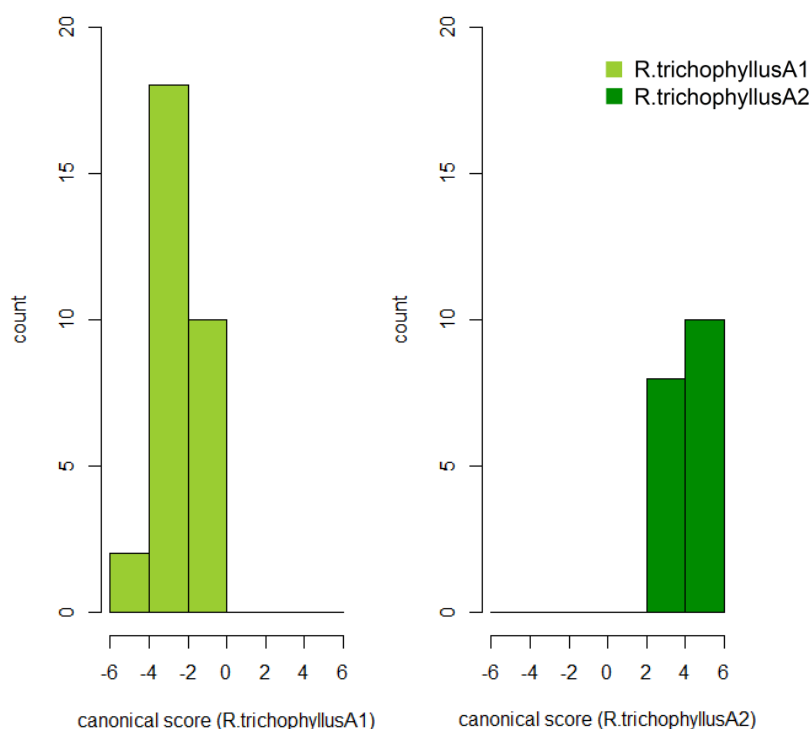 20
15
10
5
0
count
-6 -4 -2 0 2 4 6
canonical score (R.trichophyllusA1)
R.trichophyllusA1
R.trichophyllusA2
20
15
10
5
0
count
-6 -4 -2 0 2 4 6
canonical score (R.trichophyllusA2)